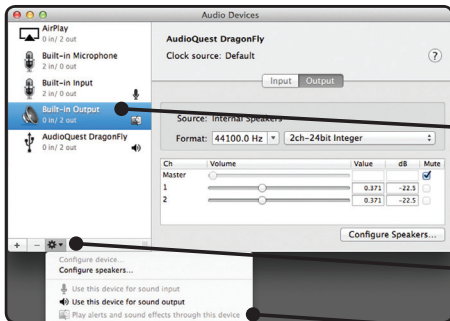 Audio Devices
AirPlay
0 in/ 2 out
Built-in Microphone
2 in/ 0 out
Built-in Input
2 in/ 0 out
Built-in Output
0 in/ 2 out
AudioQuest DragonFly
0 in/ 2 out
AudioQuest DragonFly
Clock source: Default
?
Input Output
Source: Internal Speakers
Format: 44100.0 Hz 2ch-24bit Integer
Ch Volume Value dB Mute
Master
1 0.371 -22.5
2 0.371 -22.5
Configure Speakers...
+ −
Configure device...
Configure speakers...
Use this device for sound input
Use this device for sound output
Play alerts and sound effects through this device